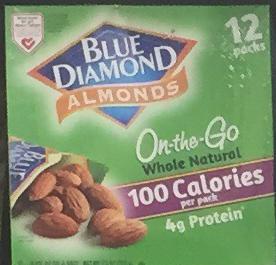 12
packs
BLUE
DIAMOND
ALMONDS
On-the-Go
Whole Natural
100 Calories
per pack
4g Protein